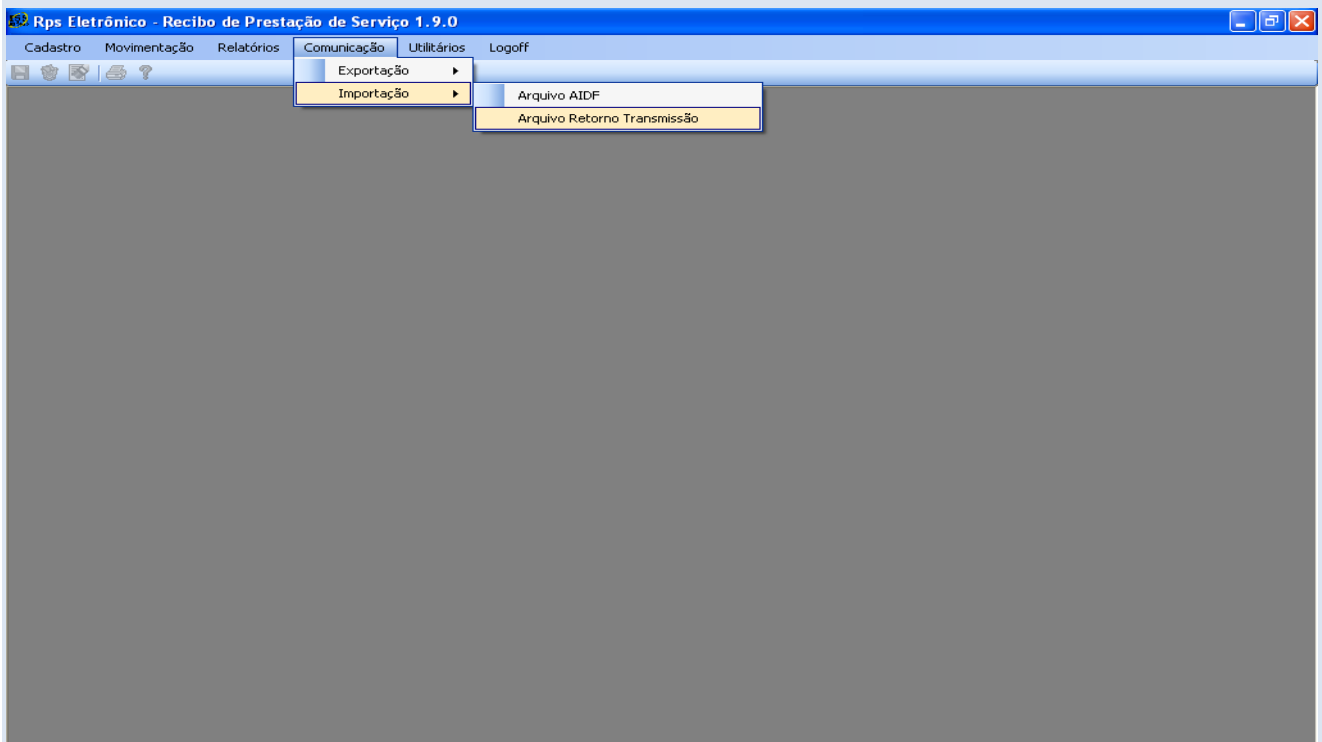 Rps Eletrônico - Recibo de Prestação de Serviço 1.9.0
Cadastro Movimentação Relatórios Comunicação Utilitários Logoff
Exportação
Importação
Arquivo AIDF
Arquivo Retorno Transmissão